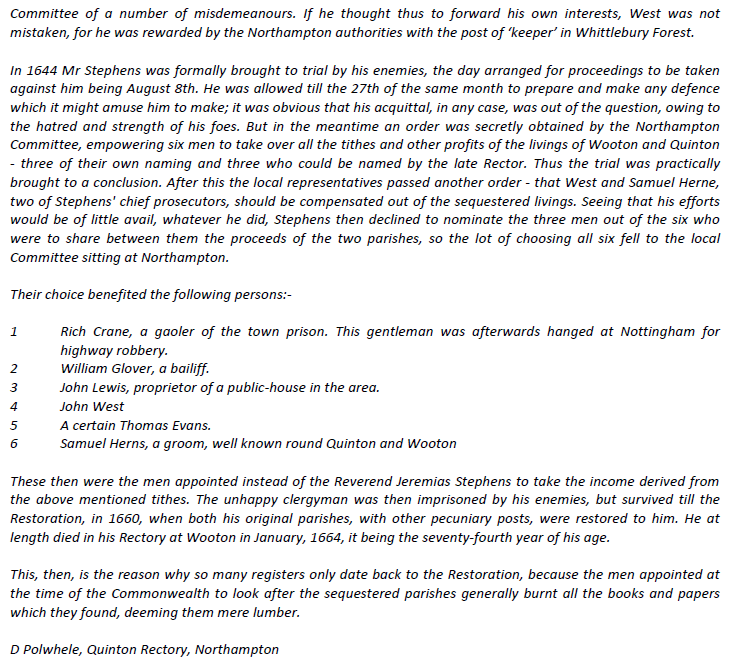 Committee of a number of misdemeanours. If he thought thus to forward his own interests, West was not
mistaken, for he was rewarded by the Northampton authorities with the post of ‘keeper’ in Whittlebury Forest.
In 1644 Mr Stephens was formally brought to trial by his enemies, the day arranged for proceedings to be taken
against him being August 8th. He was allowed till the 27th of the same month to prepare and make any defence
which it might amuse him to make; it was obvious that his acquittal, in any case, was out of the question, owing to
the hatred and strength of his foes. But in the meantime an order was secretly obtained by the Northampton
Committee, empowering six men to take over all the tithes and other profits of the livings of Wooton and Quinton
- three of their own naming and three who could be named by the late Rector. Thus the trial was practically
brought to a conclusion. After this the local representatives passed another order - that West and Samuel Herne,
two of Stephens' chief prosecutors, should be compensated out of the sequestered livings. Seeing that his efforts
would be of little avail, whatever he did, Stephens then declined to nominate the three men out of the six who
were to share between them the proceeds of the two parishes, so the lot of choosing all six fell to the local
Committee sitting at Northampton.
Their choice benefited the following persons:-
1 Rich Crane, a gaoler of the town prison. This gentleman was afterwards hanged at Nottingham for
highway robbery.
2 William Glover, a bailiff.
3 John Lewis, proprietor of a public-house in the area.
4 John West
5 A certain Thomas Evans.
6 Samuel Herns, a groom, well known round Quinton and Wooton
These then were the men appointed instead of the Reverend Jeremias Stephens to take the income derived from
the above mentioned tithes. The unhappy clergyman was then imprisoned by his enemies, but survived till the
Restoration, in 1660, when both his original parishes, with other pecuniary posts, were restored to him. He at
length died in his Rectory at Wooton in January, 1664, it being the seventy-fourth year of his age.
This, then, is the reason why so many registers only date back to the Restoration, because the men appointed at
the time of the Commonwealth to look after the sequestered parishes generally burnt all the books and papers
which they found, deeming them mere lumber.
D Polwhele, Quinton Rectory, Northampton